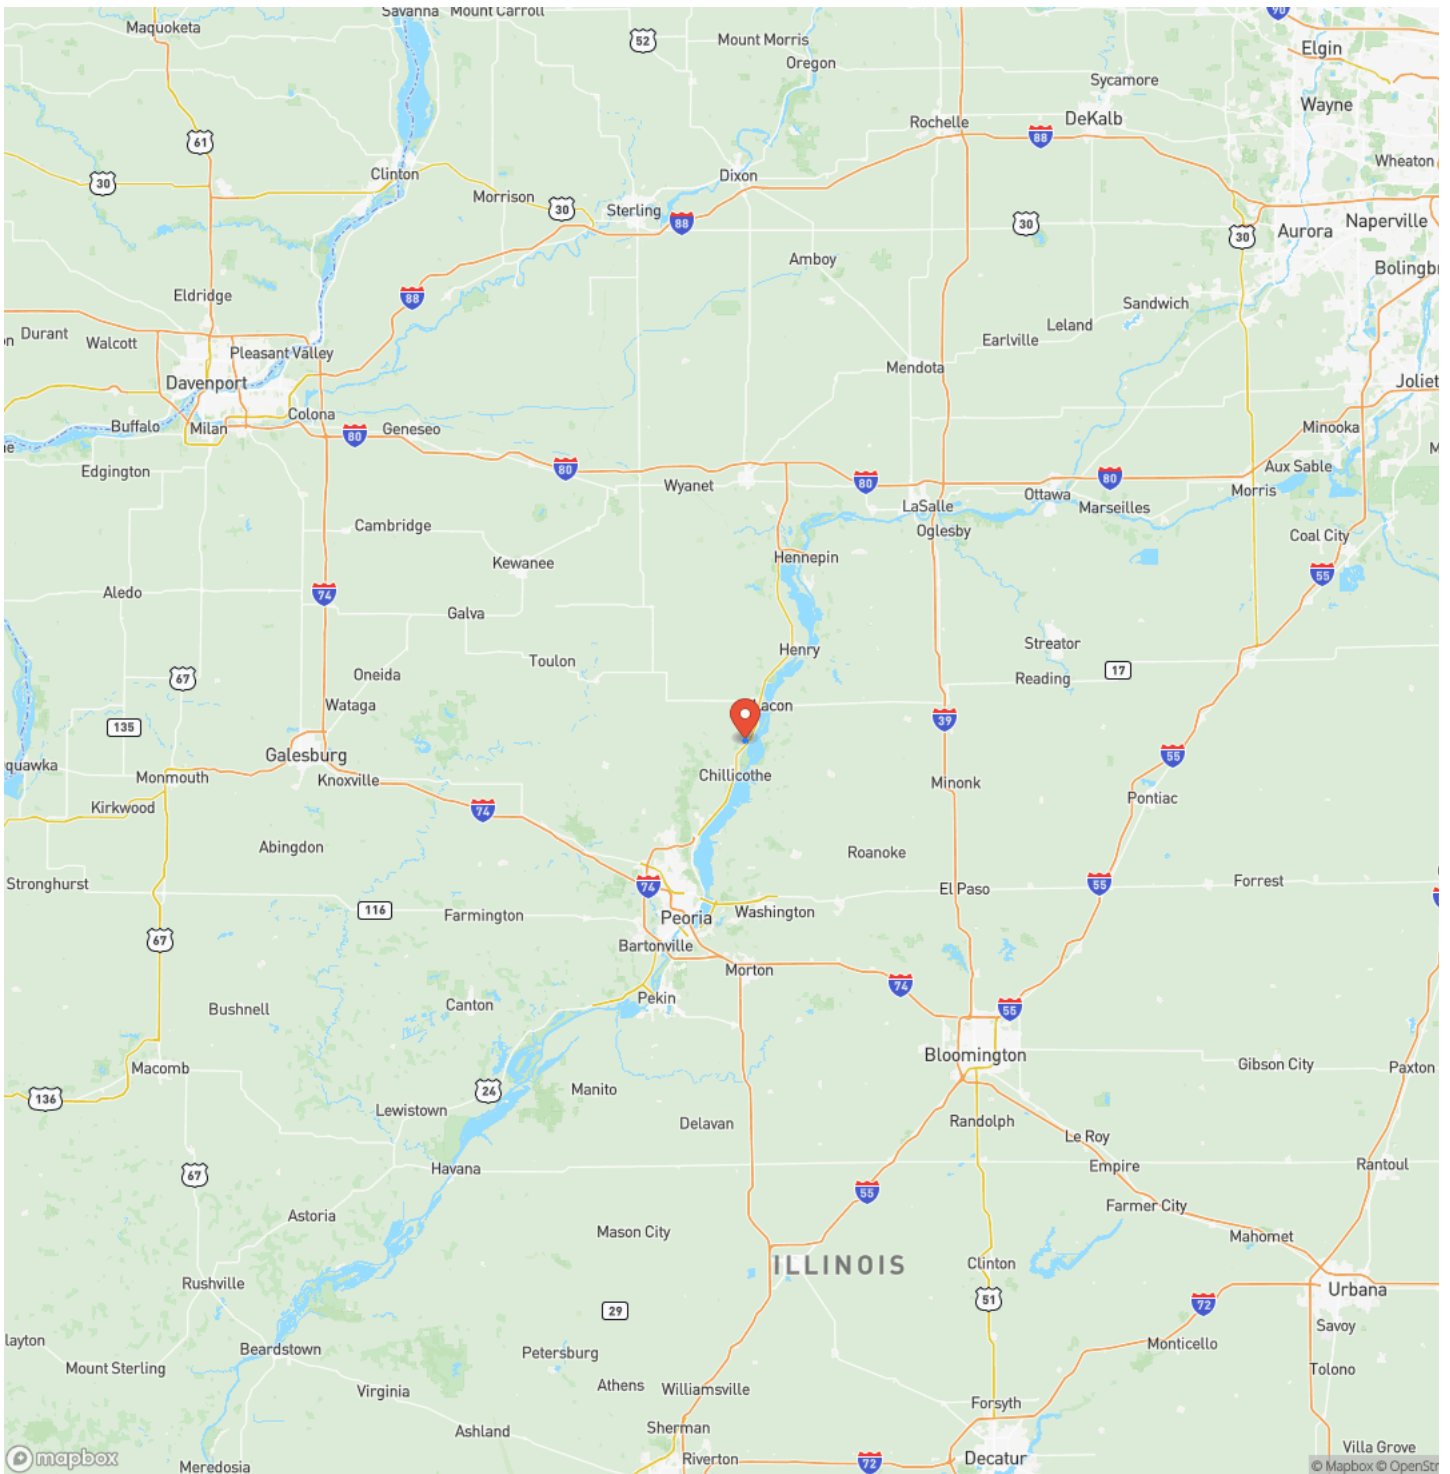 Savanna
Mount Carroll
Maquoketa
52
Mount Morris
Oregon
70
Elgin
Sycamore
Wayne
61
Rochelle
DeKalb
88
Wheaton
Clinton
Dixon
30
Morrison
30
Sterling
88
30
Naperville
Aurora
30
Amboy
Bolingbr
Eldridge
88
Sandwich
Leland
Durant
Walcott
Pleasant Valley
Earlville
Mendota
Davenport
Joliet
Colona
Buffalo
Milan
80
Geneseo
Minooka
Edgington
80
Wyanet
80
80
Aux Sable
Morris
Ottawa
LaSalle
Marseilles
Cambridge
Oglesby
Coal City
Hennepin
Kewanee
55
Aledo
74
Galva
Streator
Henry
Toulon
Oneida
67
Reading
17
Wataga
Lacon
39
135
Galesburg
55
quawka
Monmouth
Knoxville
Chillicothe
Minonk
Pontiac
Kirkwood
74
Abingdon
Roanoke
Stronghurst
74
El Paso
55
Forrest
116
Farmington
Peoria
Washington
67
Bartonville
Morton
74
Pekin
Canton
Bushnell
55
Bloomington
Gibson City
Macomb
Paxton
136
24
Manito
Lewistown
Delavan
Randolph
Le Roy
Havana
Empire
Rantoul
67
55
Farmer City
Astoria
Mason City
Mahomet
ILLINOIS
Clinton
Rushville
Urbana
51
72
29
Savoy
layton
Monticello
Beardstown
Petersburg
Mount Sterling
Tolono
Virginia
Athens
Williamsville
Forsyth
Ashland
Sherman
Villa Grove
mapbox
Riverton
72
Decatur
Meredosia
© Mapbox © OpenStr